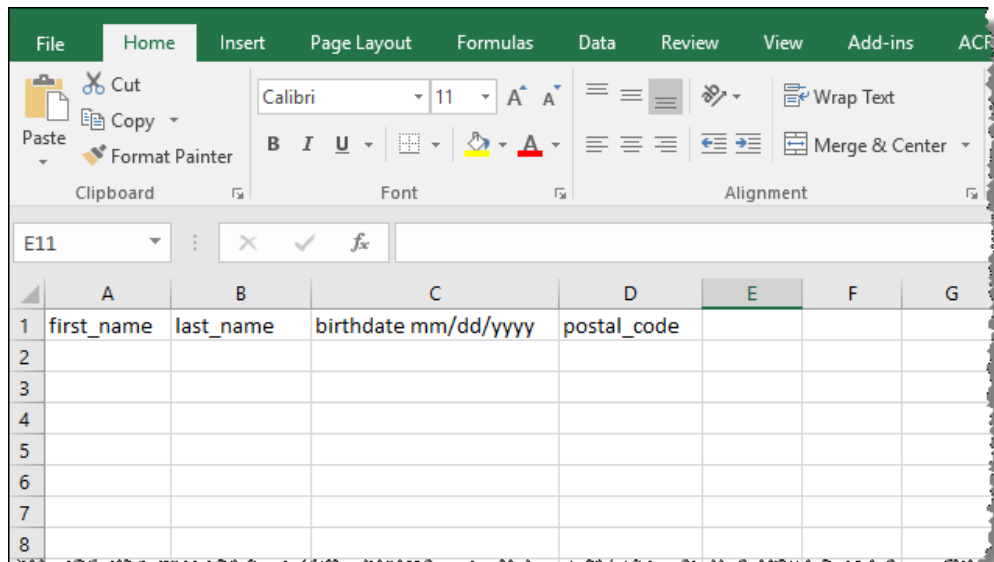 File Home Insert Page Layout Formulas Data Review View Add-ins
Cut
Calibri 11 A A Wrap Text
Copy
Paste
B I U A Merge & Center
Format Painter
Clipboard Font Alignment
E11 fx
A B C D E F G
1 first_name last_name birthdate mm/dd/yyyy postal_code
2
3
4
5
6
7
8